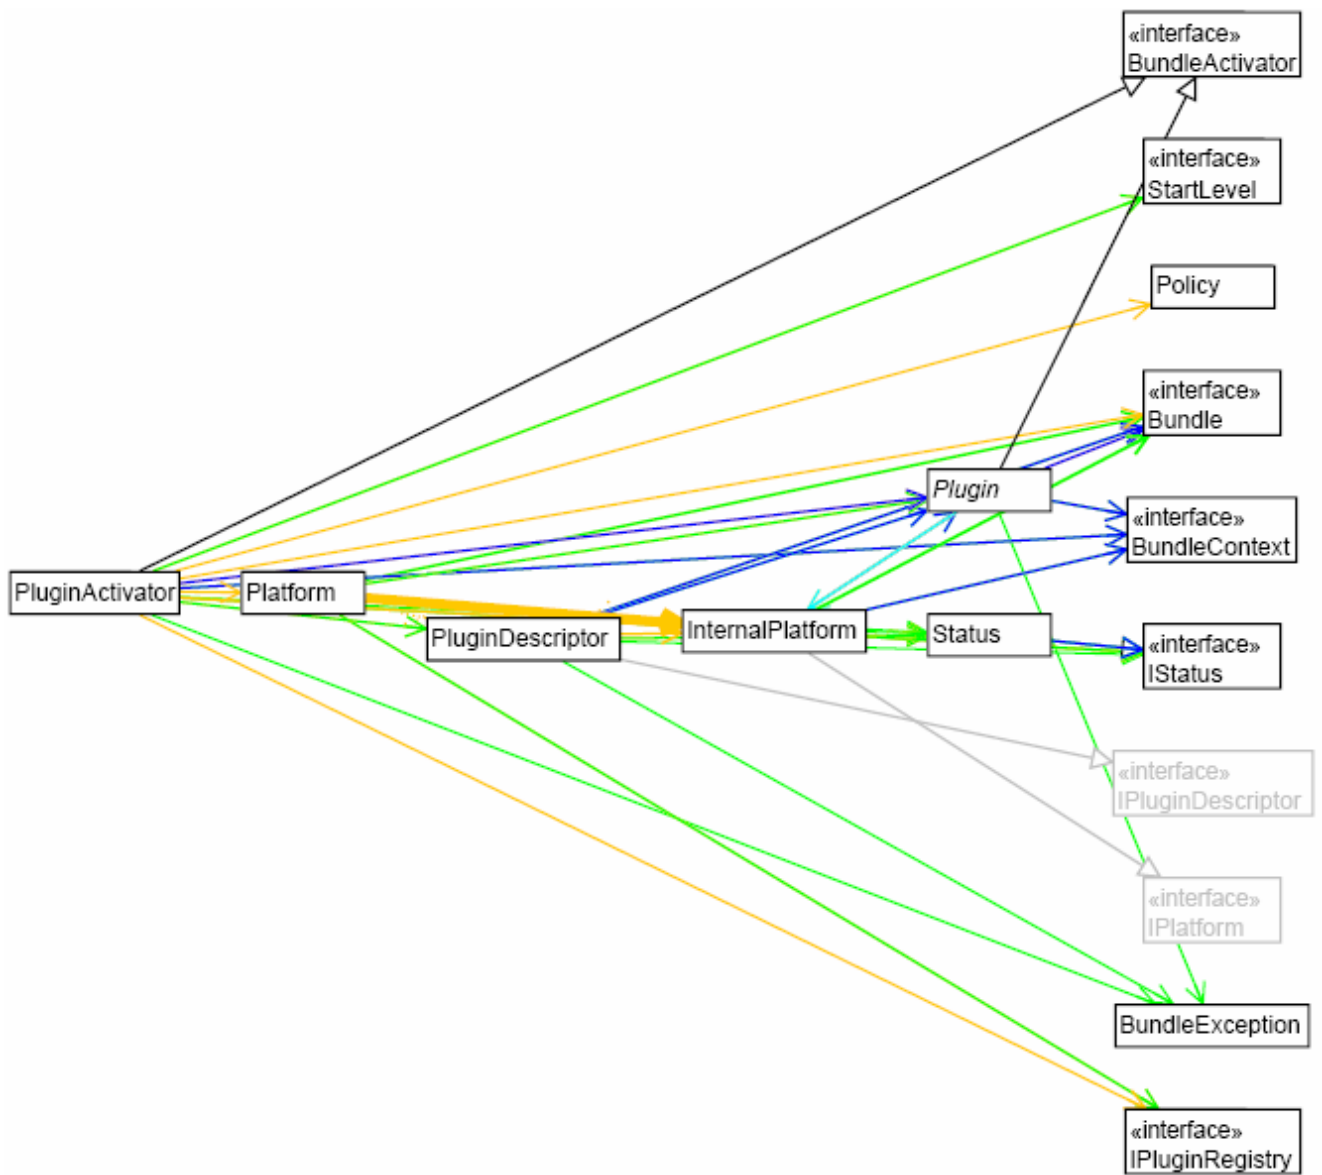 «interface»
BundleActivator
«interface»
StartLevel
Policy
«interface»
Bundle
Plugin
«interface»
BundleContext
PluginActivator
Platform
PluginDescriptor
InternalPlatform
Status
«interface»
IStatus
«interface»
IPluginDescriptor
«interface»
IPlatform
BundleException
«interface»
IPluginRegistry